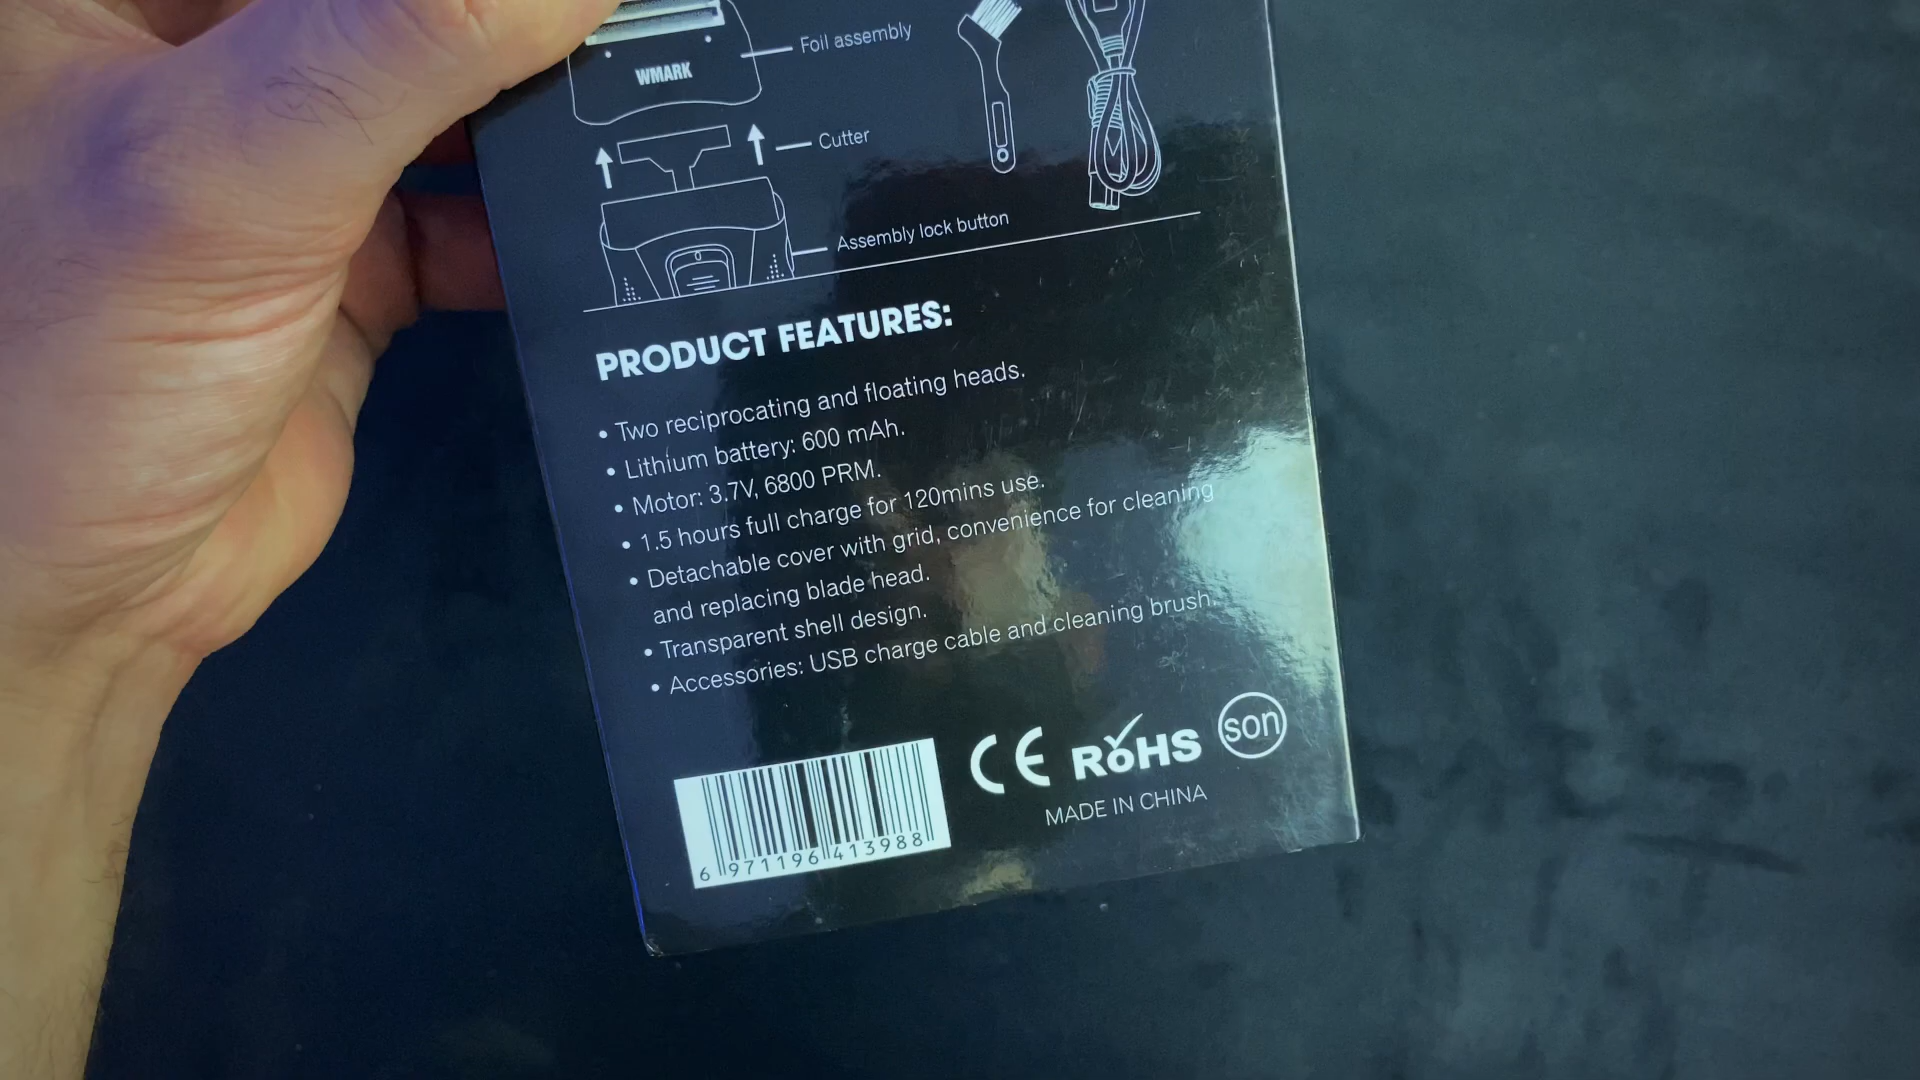 Foil assembly
WMARK
Cutter
Assembly lock button
PRODUCT FEATURES:
• Two reciprocating and floating heads.
• Lithium battery: 600 mAh.
• Motor: 3.7V, 6800 PRM.
• 1.5 hours full charge for 120mins use.
• Detachable cover with grid, convenience for cleaning
and replacing blade head.
• Transparent shell design.
• Accessories: USB charge cable and cleaning brush.
CE RoHS son
MADE IN CHINA
6 971196 413988